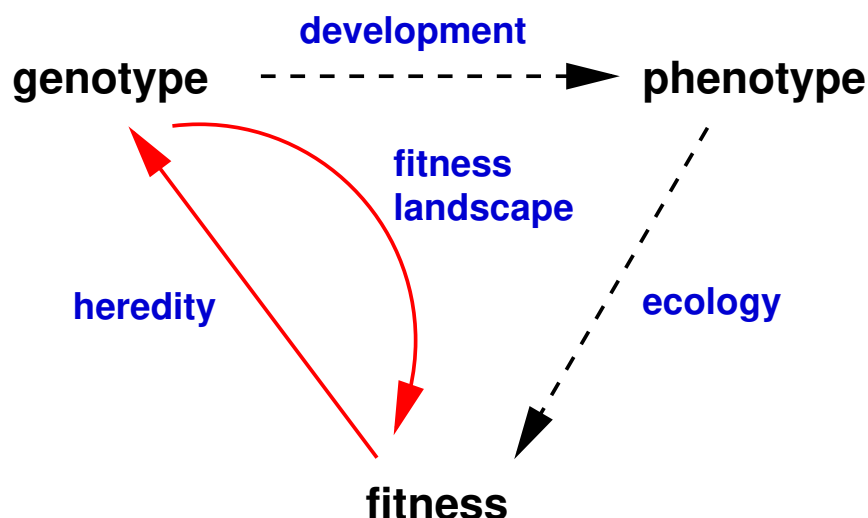 development
genotype
phenotype
fitness
landscape
heredity
ecology
fitness